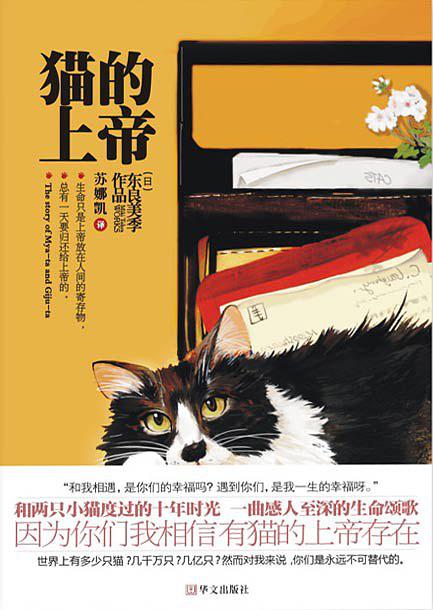 猫的
上帝
(日)
东良美季
作品
WORKS
苏娜凯 译
生命只是上帝放在人间的寄存物，
总有一天要归还给上帝的。
The story of Mya-ta and Giju-ta
CATS
“和我相遇，是你们的幸福吗？遇到你们，是我一生的幸福呀。”
和两只小猫度过的十年时光 一曲感人至深的生命颂歌
因为你们我相信有猫的上帝存在
世界上有多少只猫？几千万只？几亿只？然而对我来说，你们是永远不可替代的。
华文出版社